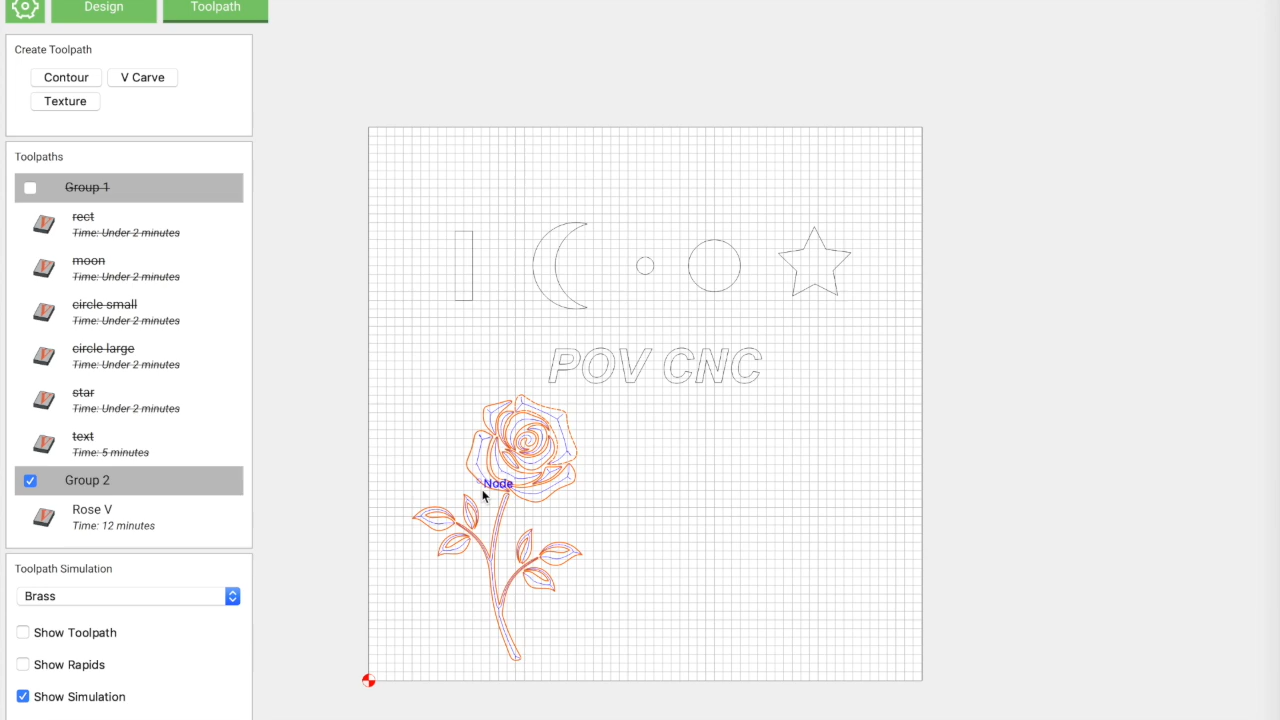 Design
Toolpath
Create Toolpath
Contour
V Carve
Texture
Toolpaths
Group 1
rect
Time: Under 2 minutes
moon
Time: Under 2 minutes
circle small
Time: Under 2 minutes
circle large
Time: Under 2 minutes
star
Time: Under 2 minutes
text
Time: 5 minutes
Group 2
Rose V
Time: 12 minutes
Toolpath Simulation
Brass
Show Toolpath
Show Rapids
Show Simulation
POV CNC
Node